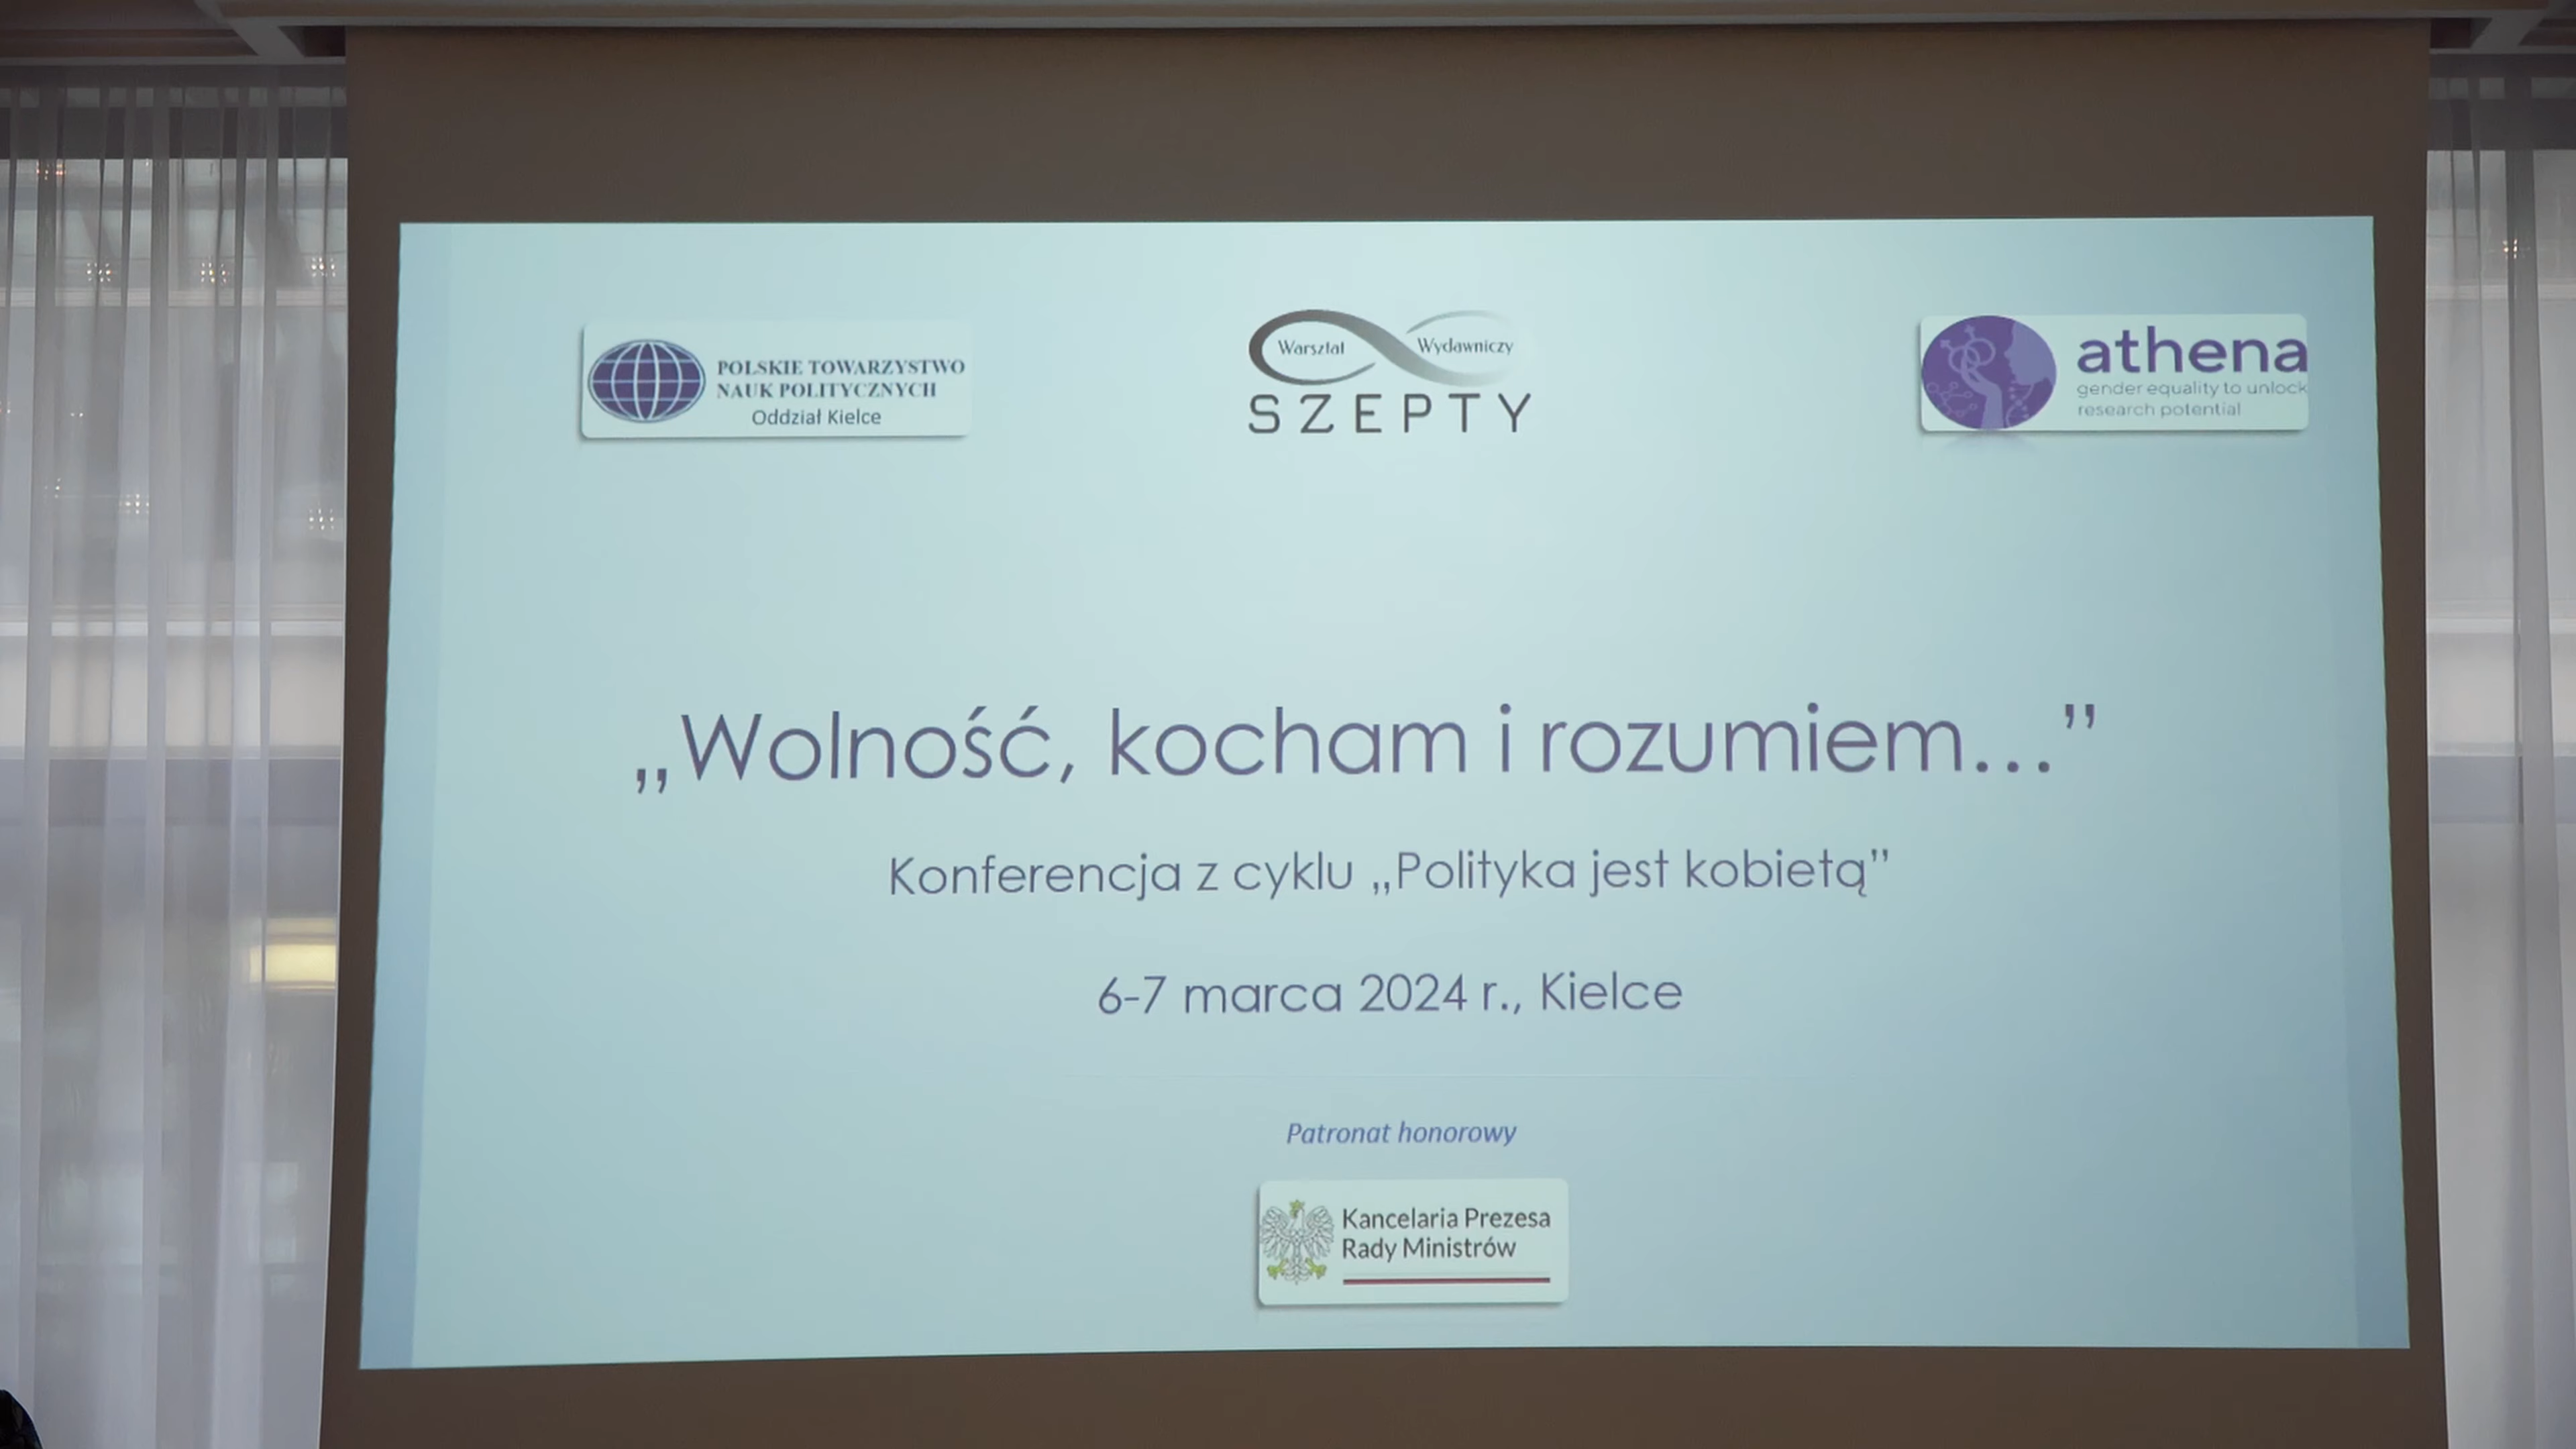 POLSKIE TOWARZYSTWO
NAUK POLITYCZNYCH
Oddział Kielce
Warsztat Wydawniczy
SZEPTY
athena
gender equality to unlock
research potential
„Wolność, kocham i rozumiem...”
Konferencja z cyklu „Polityka jest kobietą”
6-7 marca 2024 r., Kielce
Patronat honorowy
Kancelaria Prezesa
Rady Ministrów